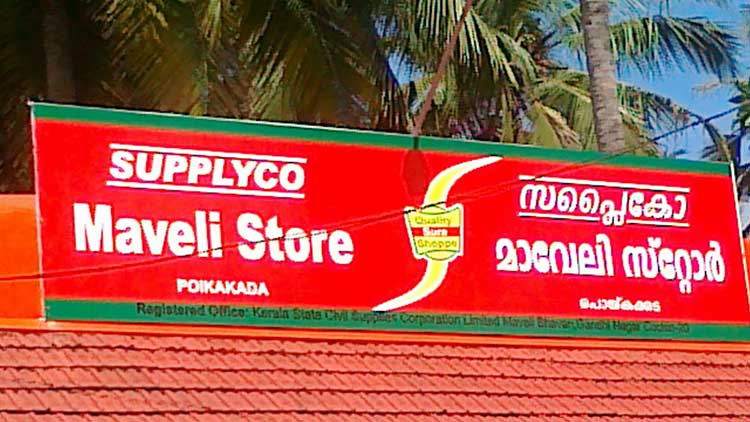 SUPPLYCO
Maveli Store
POIKAKADA
Quality
Sure
Shoppe
സപ്ലൈകോ
മാവേലി സ്റ്റോർ
പൊയ്കക്കട
Registered Office: Kerala State Civil Supplies Corporation Limited Maveli Bhavan,Gandhi Nagar Cochin-20